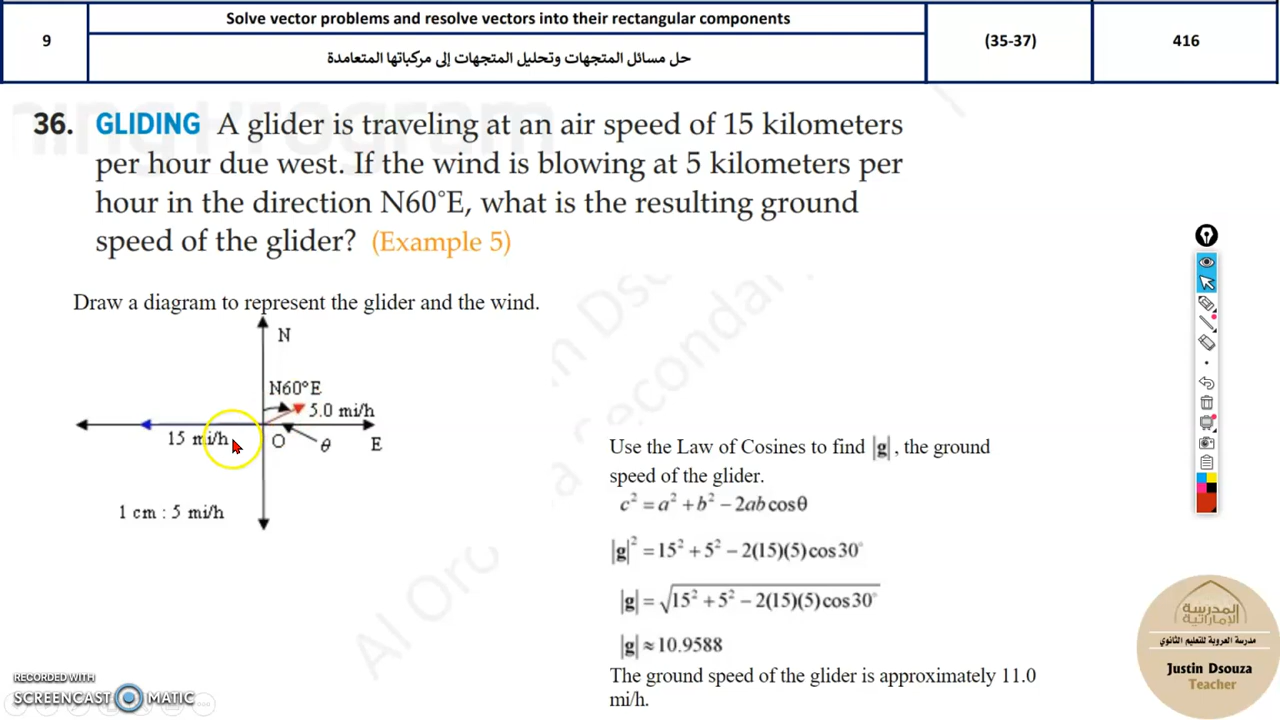 Solve vector problems and resolve vectors into their rectangular components
9
(35-37)
416
حل مسائل المتجهات وتحليل المتجهات إلى مركباتها المتعامدة
36. GLIDING A glider is traveling at an air speed of 15 kilometers
per hour due west. If the wind is blowing at 5 kilometers per
hour in the direction N60°E, what is the resulting ground
speed of the glider? (Example 5)
Draw a diagram to represent the glider and the wind.
N
N60°E
5.0 mi/h
15 mi/h
O
θ
E
1 cm : 5 mi/h
Use the Law of Cosines to find |g|, the ground
speed of the glider.
c² = a² + b² − 2ab cosθ
|g|² = 15² + 5² − 2(15)(5) cos 30°
|g| = √15² + 5² − 2(15)(5) cos 30°
|g| ≈ 10.9588
The ground speed of the glider is approximately 11.0
mi/h.
المدرسة
الإماراتية
مدرسة العروبة للتعليم الثانوي
Justin Dsouza
Teacher
RECORDED WITH
SCREENCAST MATIC